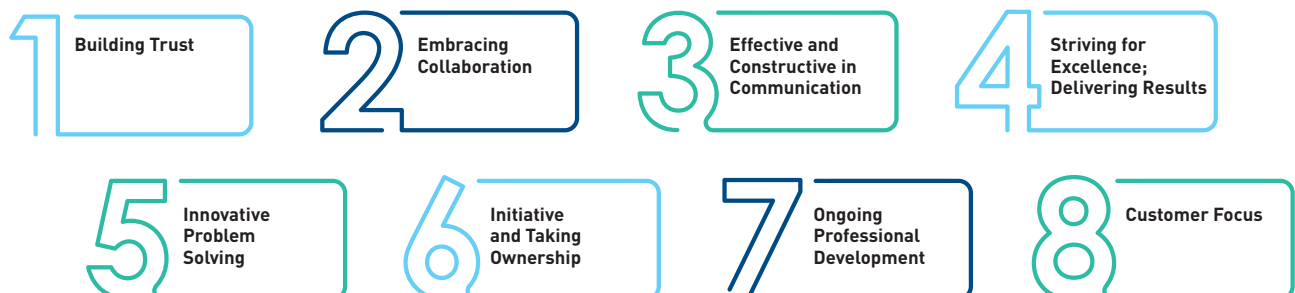 1
Building Trust
2
Embracing
Collaboration
3
Effective and
Constructive in
Communication
4
Striving for
Excellence;
Delivering Results
5
Innovative
Problem
Solving
6
Initiative
and Taking
Ownership
7
Ongoing
Professional
Development
8
Customer Focus